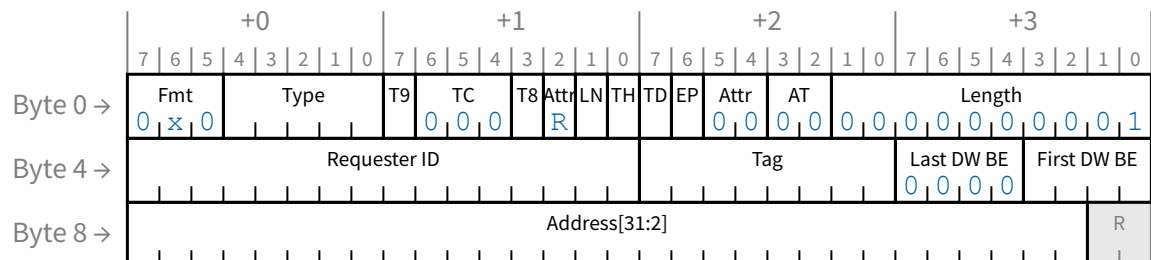 +0 +1 +2 +3
7 6 5 4 3 2 1 0 7 6 5 4 3 2 1 0 7 6 5 4 3 2 1 0 7 6 5 4 3 2 1 0
Byte 0 → Fmt Type T9 TC T8 Attr LN TH TD EP Attr AT Length
0 x 0 0 0 0 R 0 0 0 0 0 0 0 0 0 0 0 0 0 1
Byte 4 → Requester ID Tag Last DW BE First DW BE
0 0 0 0
Byte 8 → Address[31:2] R